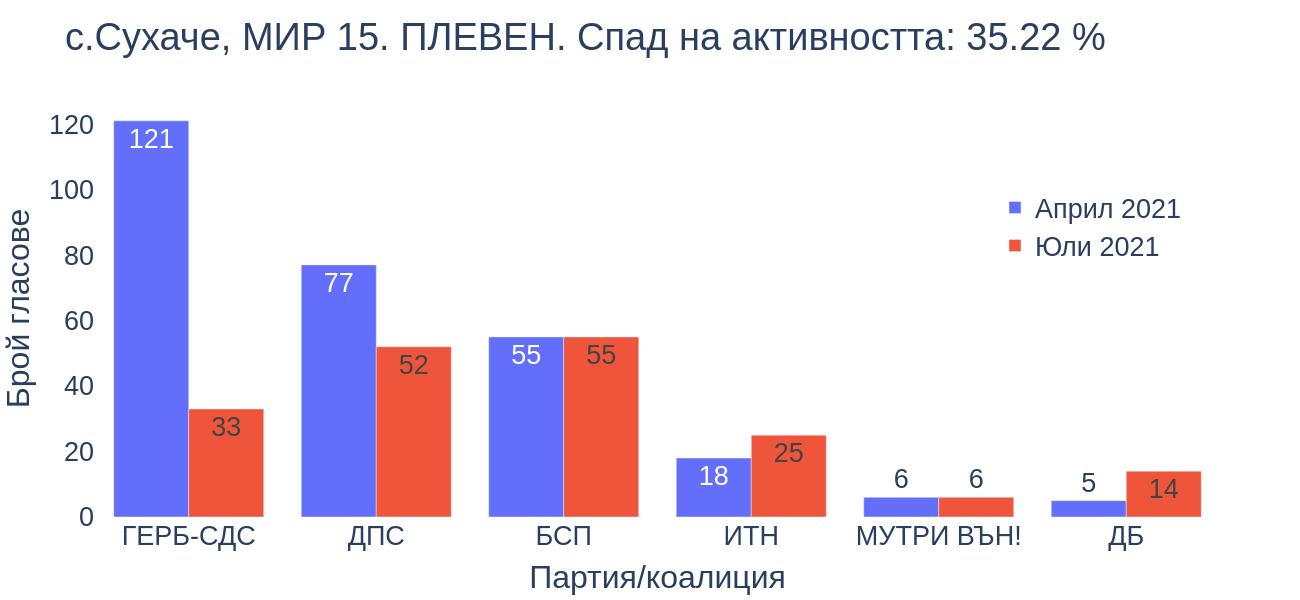 с.Сухаче, МИР 15. ПЛЕВЕН. Спад на активността: 35.22 %
120
100
80
60
40
20
0
Брой гласове
121
33
77
52
55
55
18
25
6
6
5
14
Април 2021
Юли 2021
ГЕРБ-СДС
ДПС
БСП
ИТН
МУТРИ ВЪН!
ДБ
Партия/коалиция